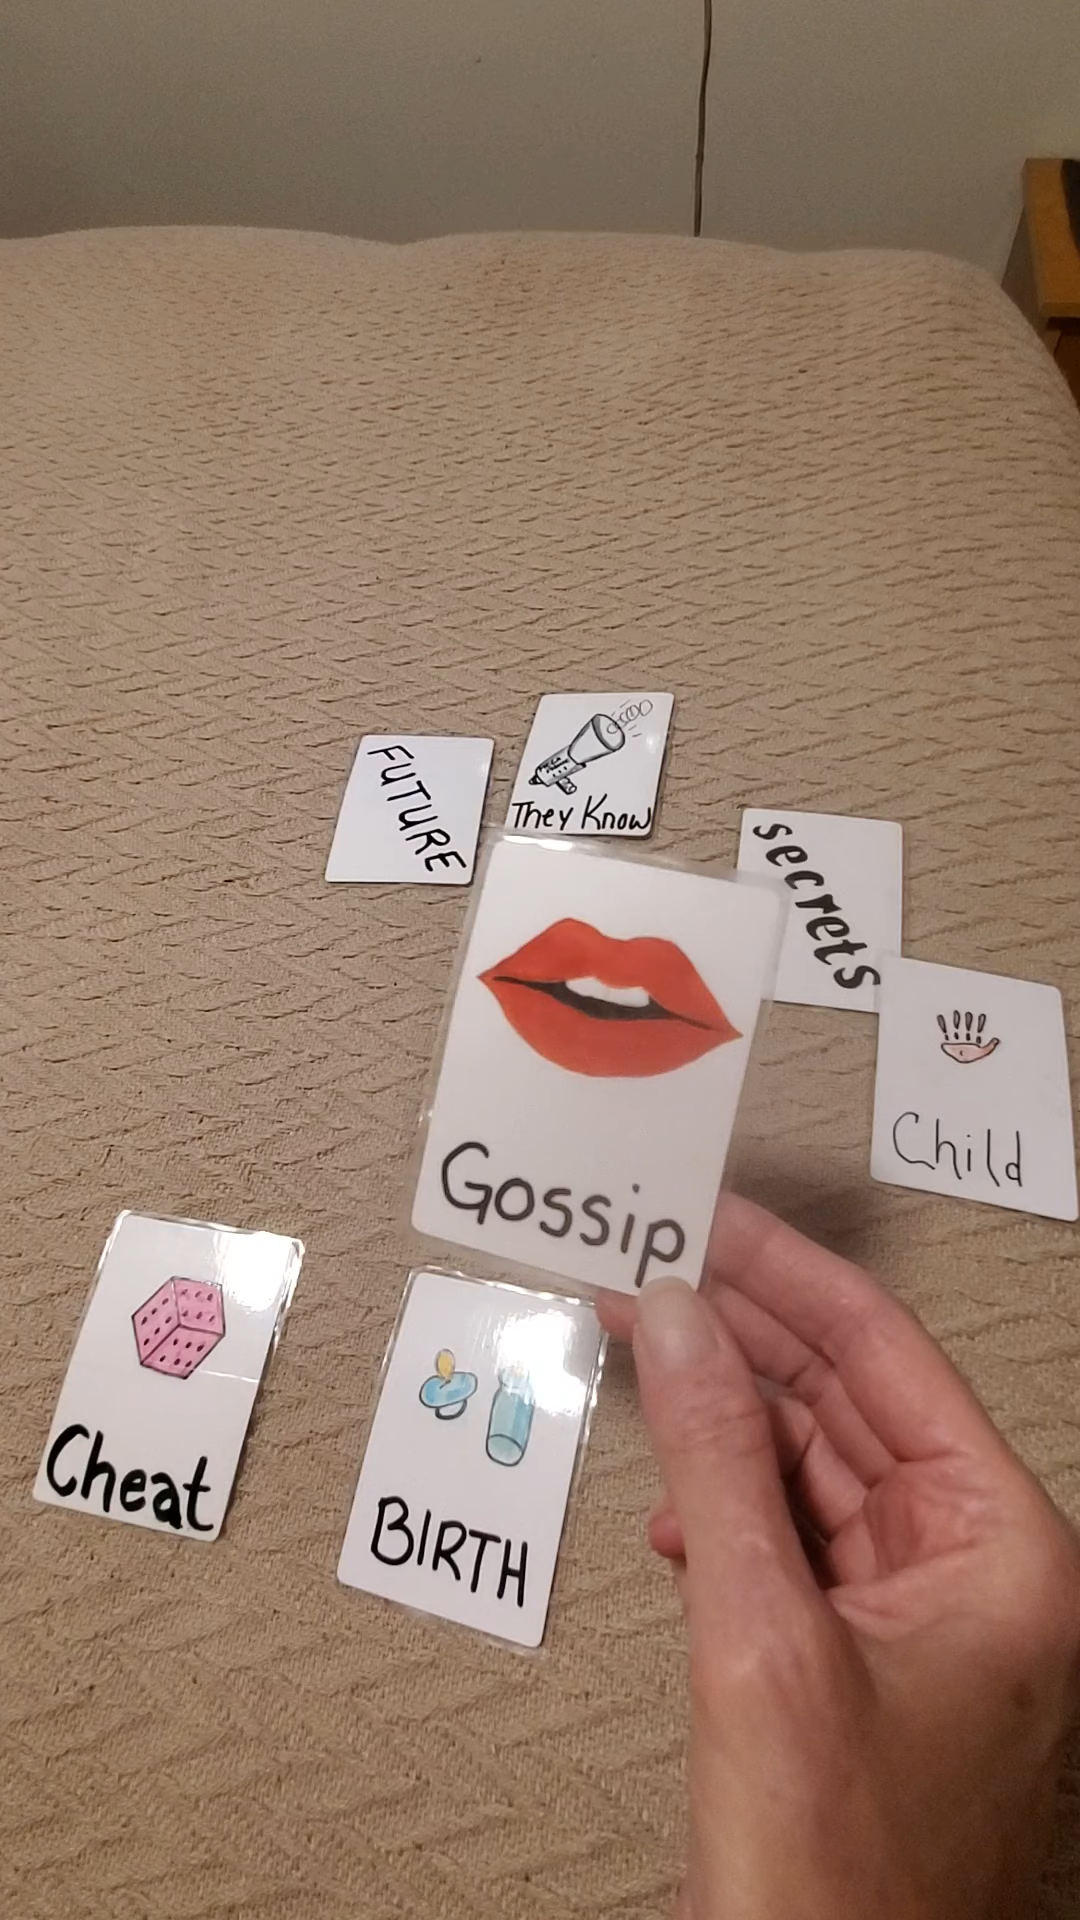 FUTURE
They Know
secrets
Gossip
Child
Cheat
BIRTH